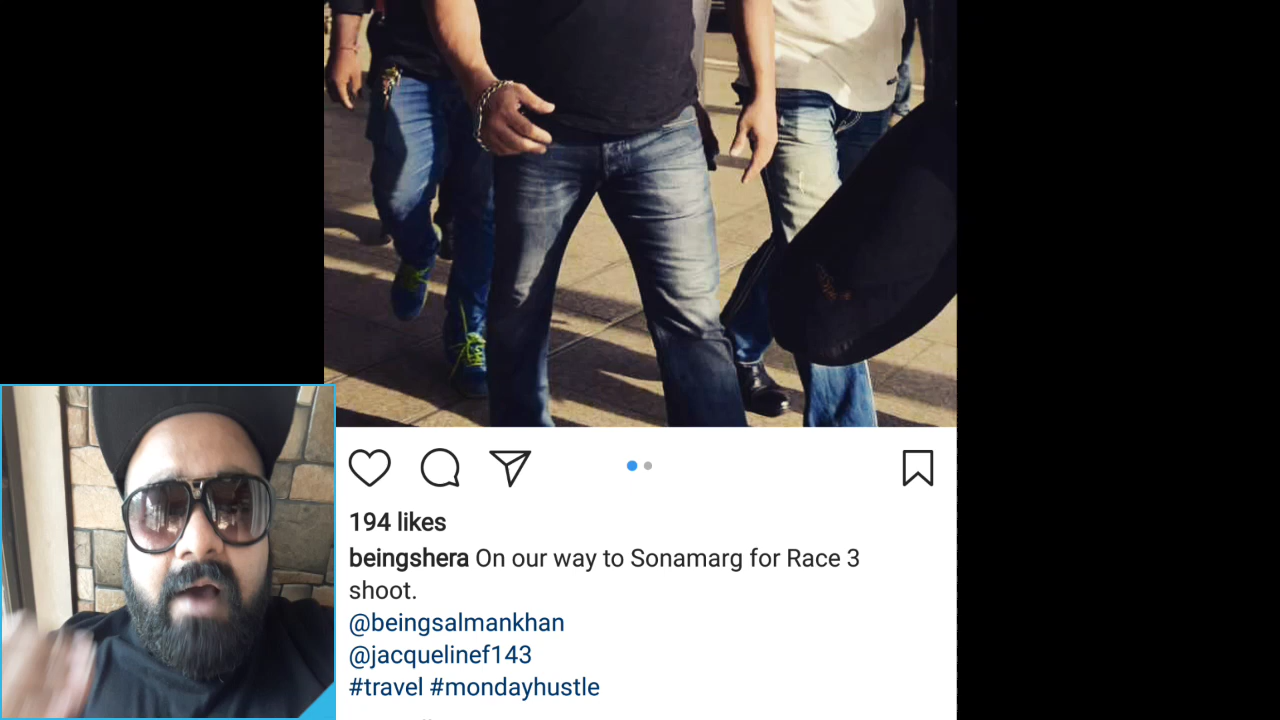 194 likes
beingshera On our way to Sonamarg for Race 3
shoot.
@beingsalmankhan
@jacquelinef143
#travel #mondayhustle